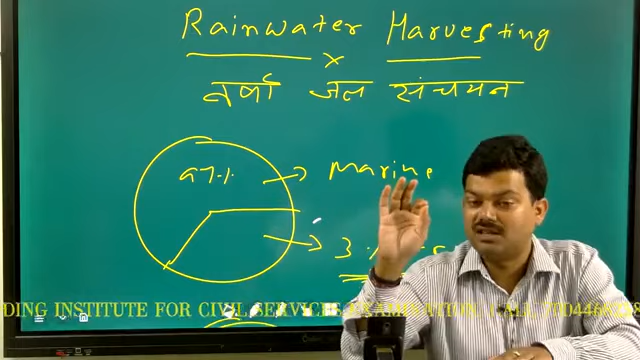 Rainwater Harvesting
वर्षा जल संचयन
97%
Marine
3%
DING INSTITUTE FOR CIVIL SERVICES EXAMINATION, CALL